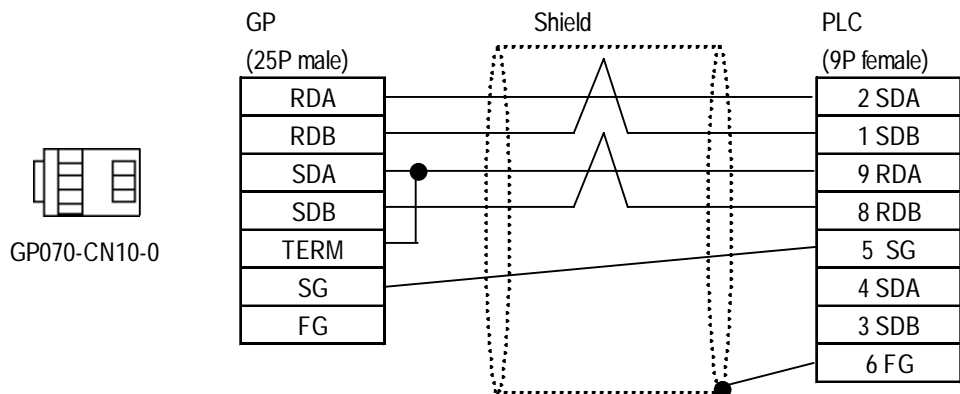 GP
Shield
PLC
(25P male)
(9P female)
RDA
2 SDA
RDB
1 SDB
SDA
9 RDA
SDB
8 RDB
TERM
5 SG
SG
4 SDA
FG
3 SDB
6 FG
GP070-CN10-0